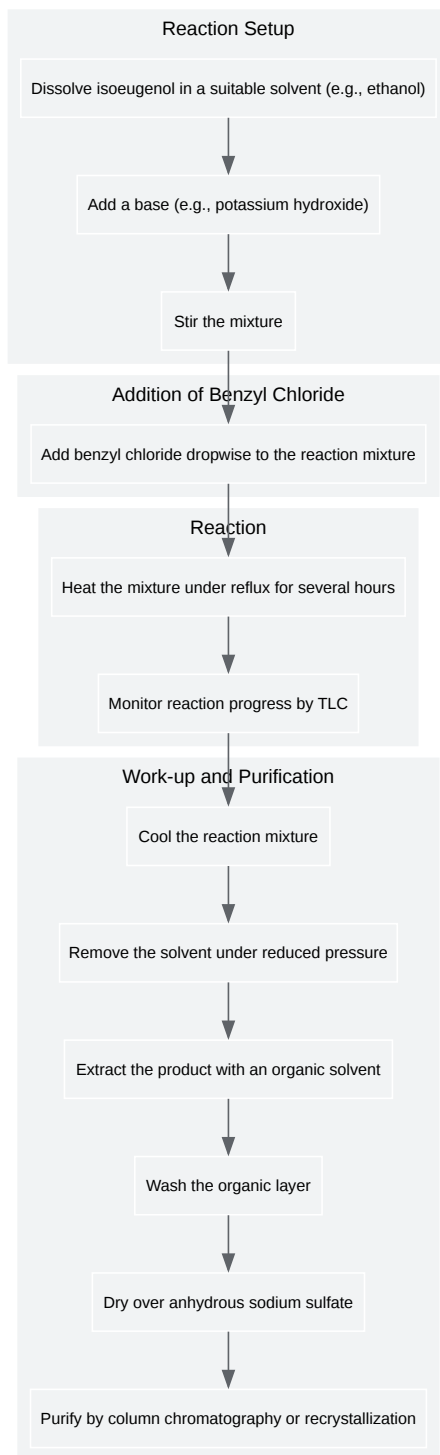 Reaction Setup
Dissolve isoeugenol in a suitable solvent (e.g., ethanol)
Add a base (e.g., potassium hydroxide)
Stir the mixture
Addition of Benzyl Chloride
Add benzyl chloride dropwise to the reaction mixture
Reaction
Heat the mixture under reflux for several hours
Monitor reaction progress by TLC
Work-up and Purification
Cool the reaction mixture
Remove the solvent under reduced pressure
Extract the product with an organic solvent
Wash the organic layer
Dry over anhydrous sodium sulfate
Purify by column chromatography or recrystallization